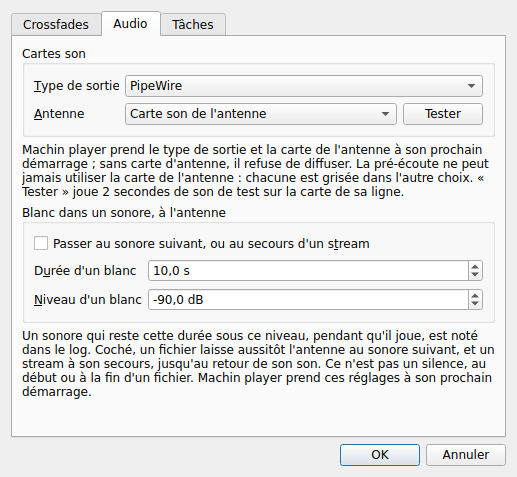 Crossfades Audio Tâches
Cartes son
Type de sortie PipeWire
Antenne Carte son de l'antenne Tester
Machin player prend le type de sortie et la carte de l'antenne à son prochain
démarrage ; sans carte d'antenne, il refuse de diffuser. La pré-écoute ne peut
jamais utiliser la carte de l'antenne : chacune est grisée dans l'autre choix. «
Tester » joue 2 secondes de son de test sur la carte de sa ligne.
Blanc dans un sonore, à l'antenne
Passer au sonore suivant, ou au secours d'un stream
Durée d'un blanc 10,0 s
Niveau d'un blanc -90,0 dB
Un sonore qui reste cette durée sous ce niveau, pendant qu'il joue, est noté
dans le log. Coché, un fichier laisse aussitôt l'antenne au sonore suivant, et un
stream à son secours, jusqu'au retour de son son. Ce n'est pas un silence, au
début ou à la fin d'un fichier. Machin player prend ces réglages à son prochain
démarrage.
OK Annuler